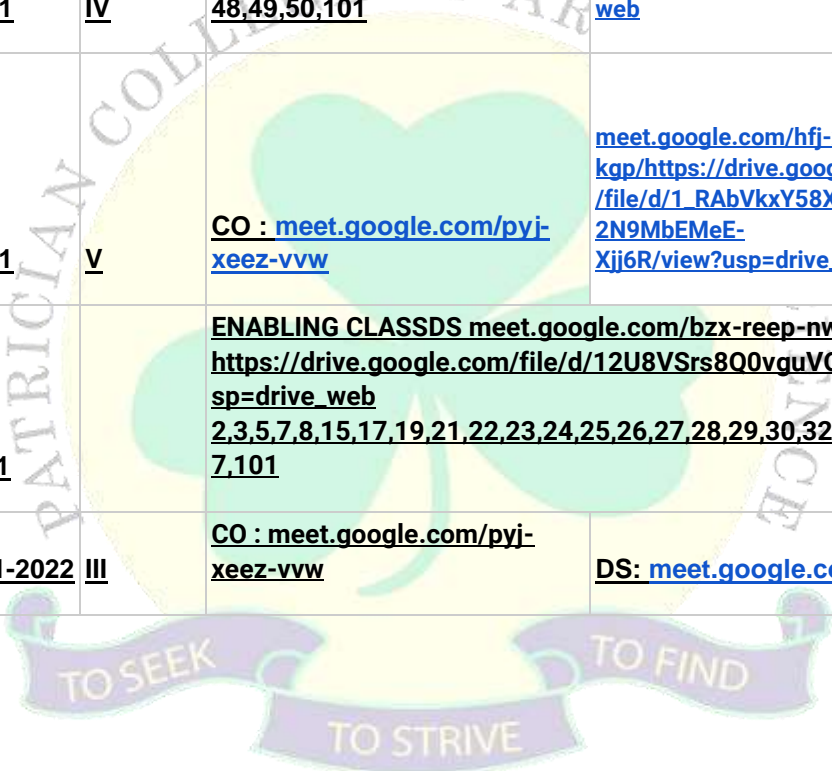 1 IV 48,49,50,101 web
meet.google.com/hfj-
kgp/https://drive.goog
/file/d/1_RAbVkxY58X
2N9MbEMeE-
Xjj6R/view?usp=drive_
1 V CO : meet.google.com/pyj-
xeez-vvw
ENABLING CLASSDS meet.google.com/bzx-reep-nw
https://drive.google.com/file/d/12U8VSrs8Q0vguV
sp=drive_web
2,3,5,7,8,15,17,19,21,22,23,24,25,26,27,28,29,30,32
1 7,101
CO : meet.google.com/pyj-
-2022 III xeez-vvw DS: meet.google.co
PATRICIAN COLLE
TO SEEK
TO STRIVE
TO FIND